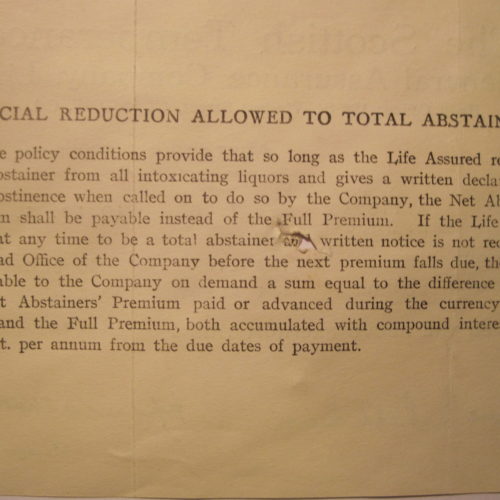 CIAL REDUCTION ALLOWED TO TOTAL ABSTAIN
e policy conditions provide that so long as the Life Assured re
bstainer from all intoxicating liquors and gives a written decla
bstinence when called on to do so by the Company, the Net Ab
n shall be payable instead of the Full Premium. If the Life
at any time to be a total abstainer and written notice is not rec
ad Office of the Company before the next premium falls due, the
able to the Company on demand a sum equal to the difference
t Abstainers' Premium paid or advanced during the currency
and the Full Premium, both accumulated with compound intere
t. per annum from the due dates of payment.